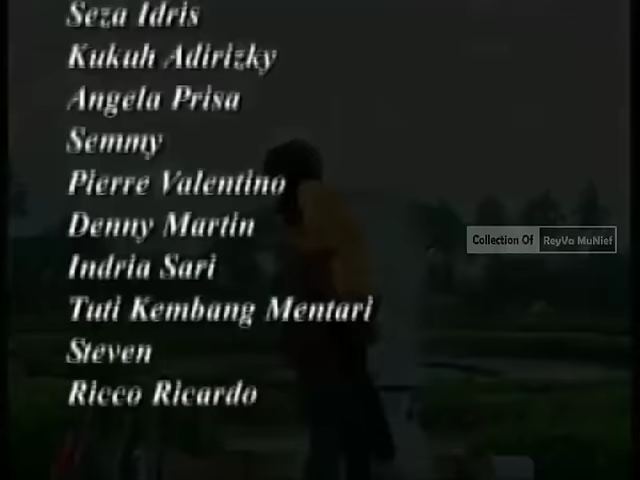 Seza Idris
Kukuh Adirizky
Angela Prisa
Semmy
Pierre Valentino
Denny Martin
Indria Sari
Tuti Kembang Mentari
Steven
Ricco Ricardo
Collection Of ReyVa MuNief